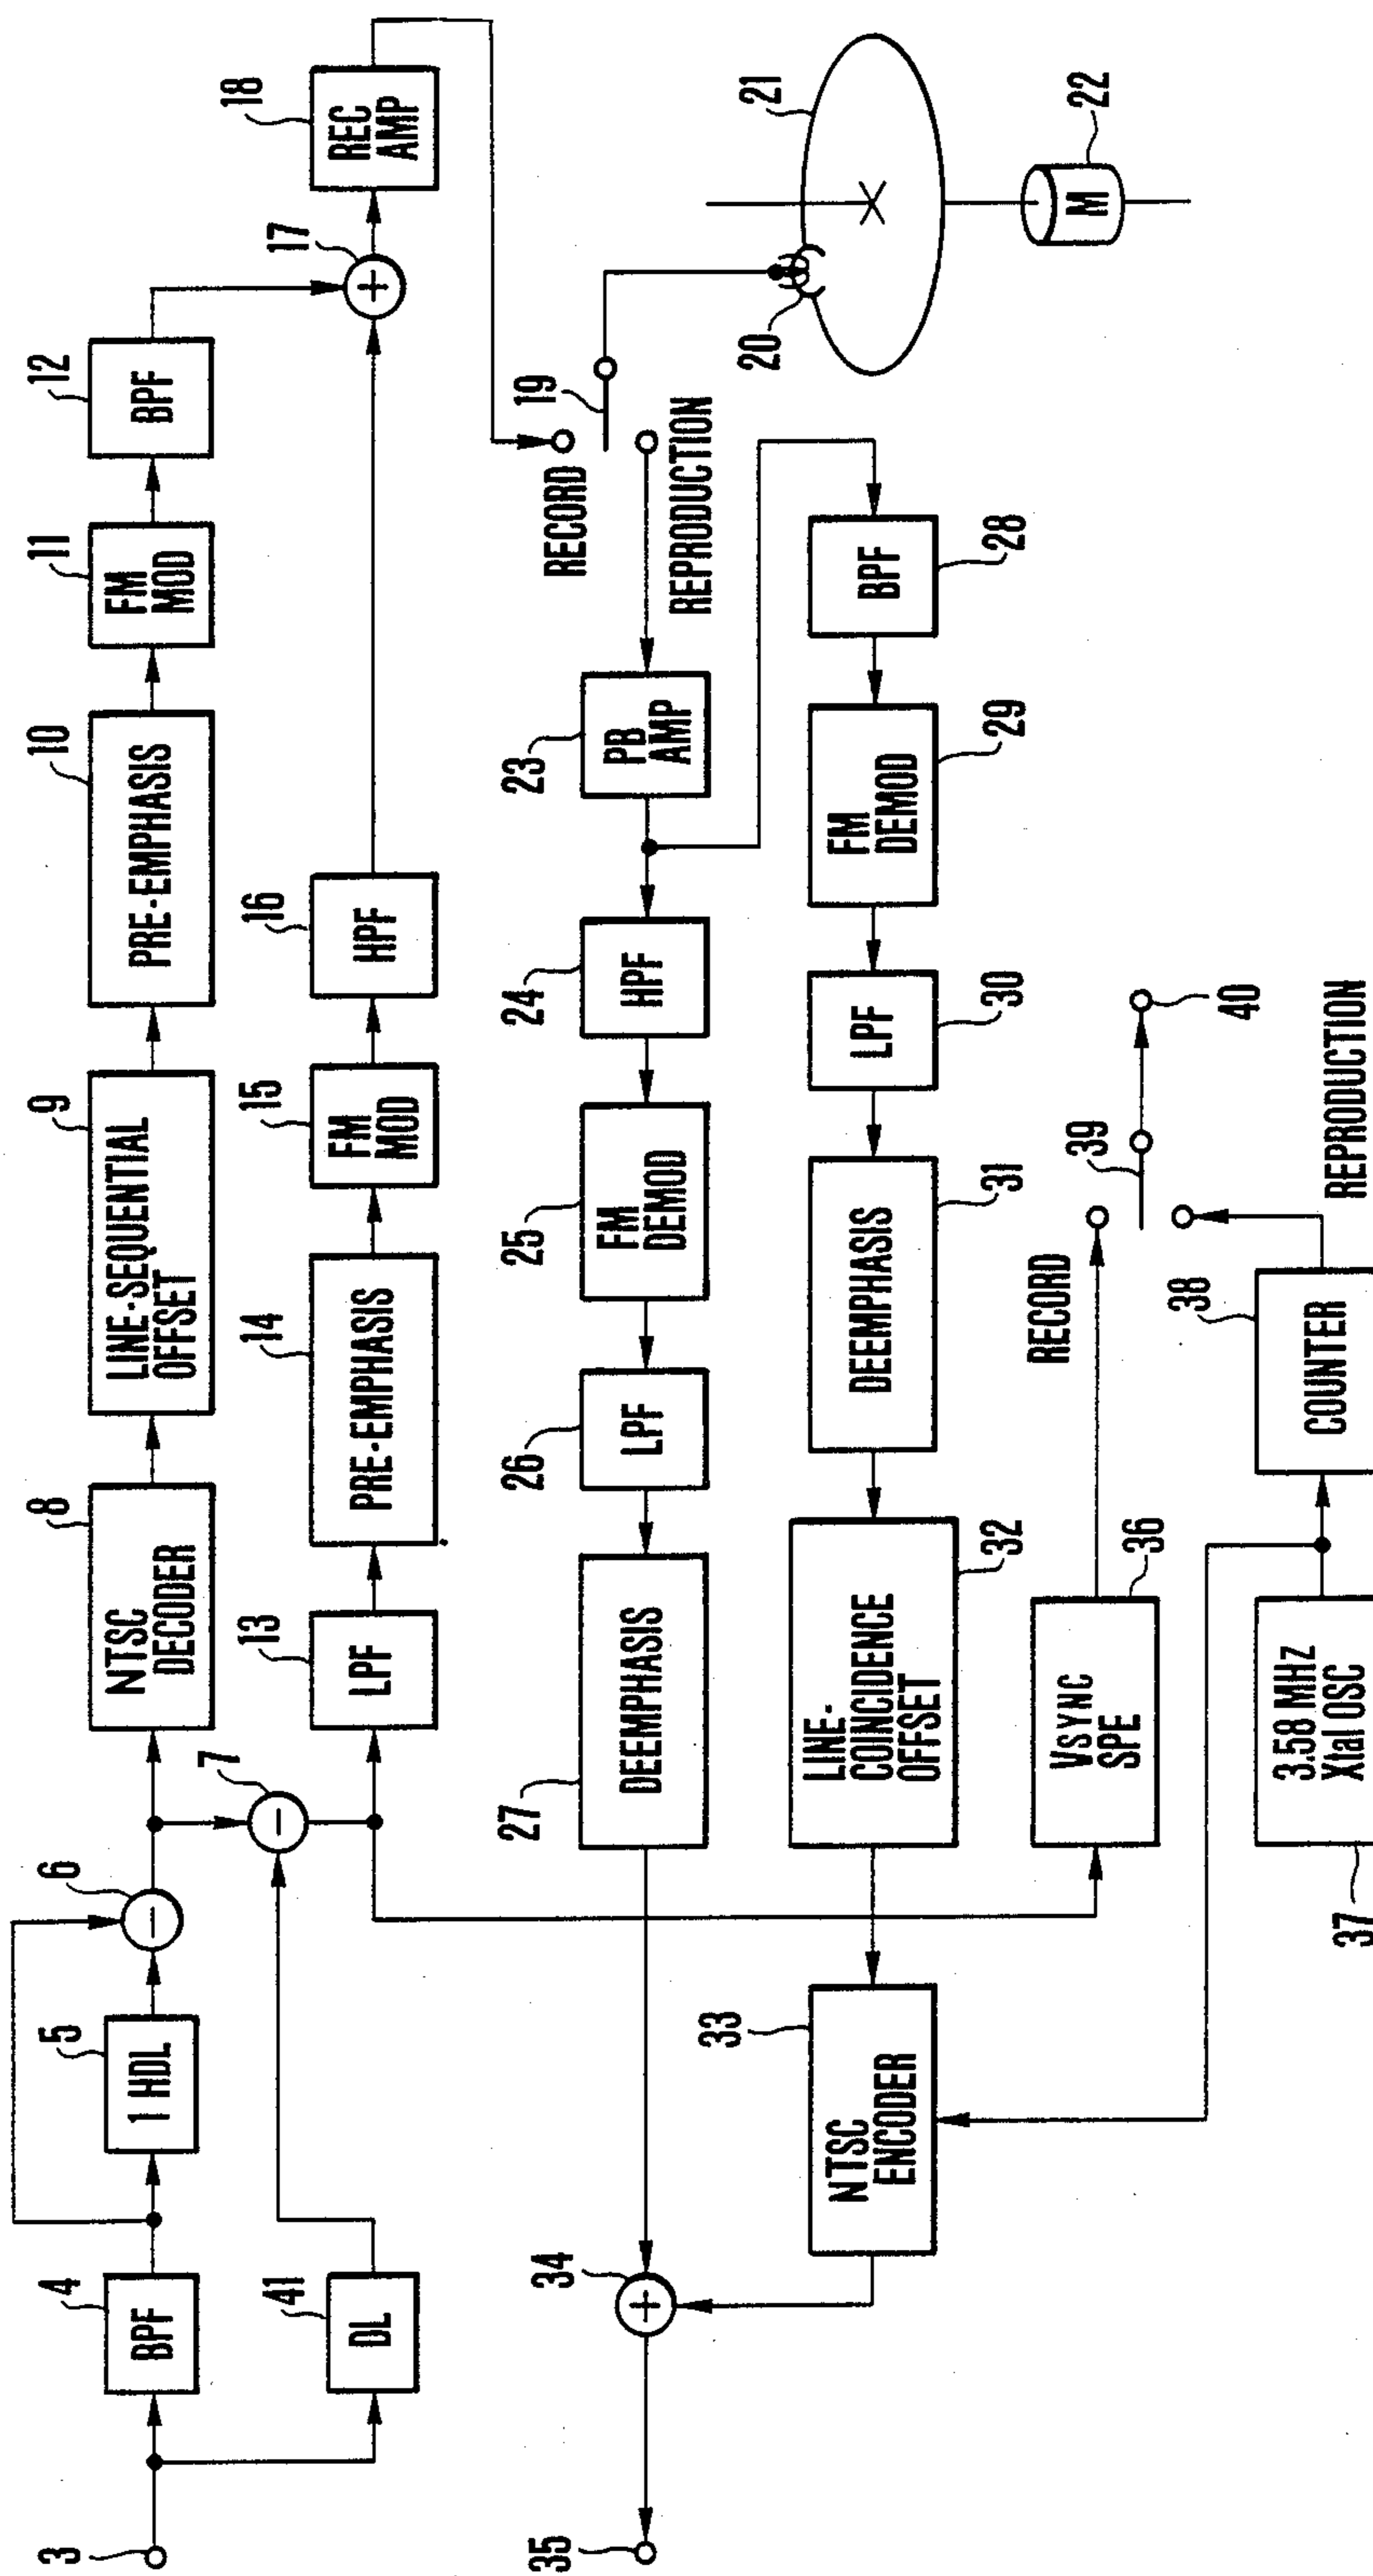 3
4
BPF
5
1 HDL
6
−
8
NTSC
DECODER
9
LINE-SEQUENTIAL
OFFSET
10
PRE-EMPHASIS
11
FM
MOD
12
BPF
41
DL
7
−
13
LPF
14
PRE-EMPHASIS
15
FM
MOD
16
HPF
17
+
18
REC
AMP
35
34
+
27
DEEMPHASIS
26
LPF
25
FM
DEMOD
24
HPF
23
PB
AMP
RECORD
19
REPRODUCTION
20
21
M
22
33
NTSC
ENCODER
LINE-
COINCIDENCE
OFFSET
32
DEEMPHASIS
31
LPF
30
FM
DEMOD
29
BPF
28
VSYNC
SPE
36
RECORD
39
40
37
3.58 MHz
Xtal OSC
38
COUNTER
REPRODUCTION